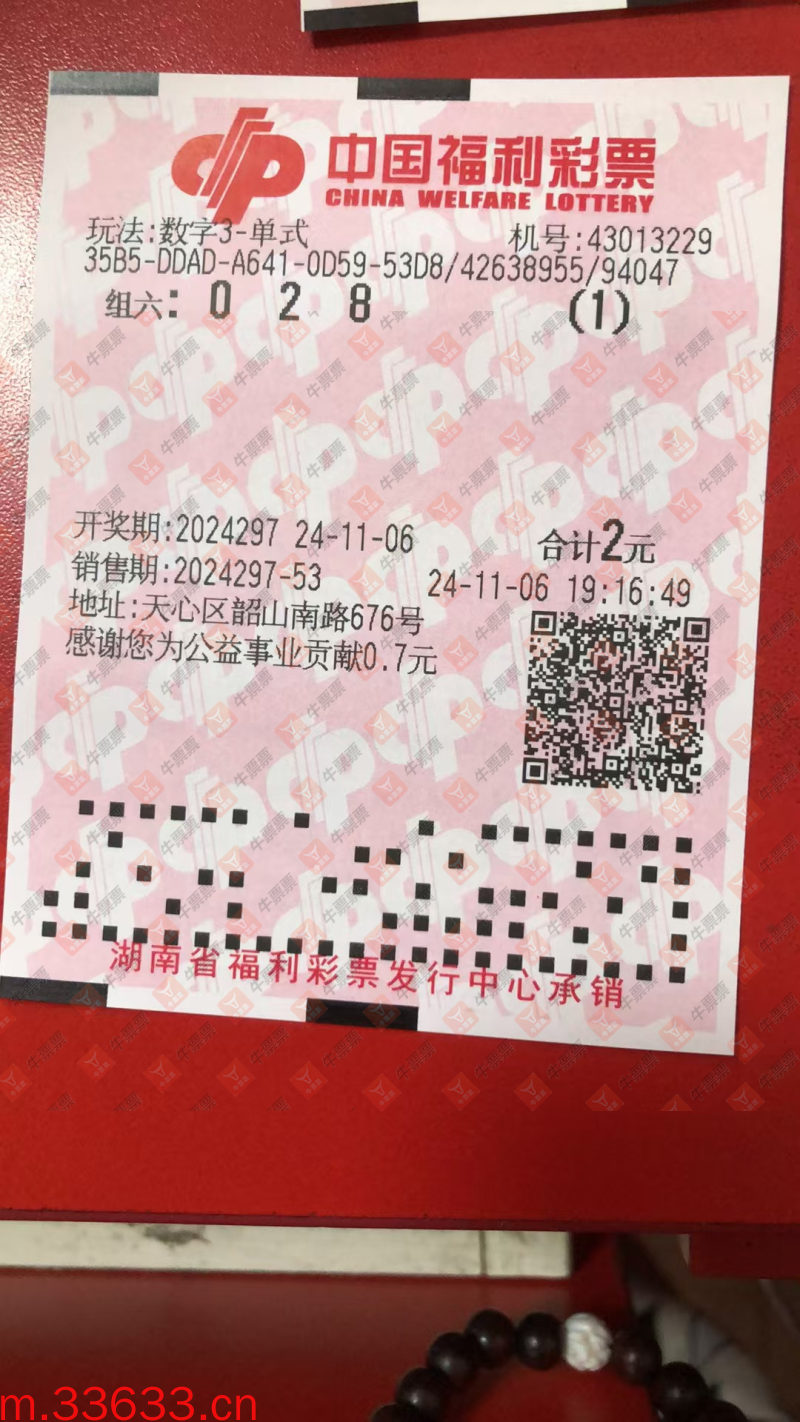 中国福利彩票
CHINA WELFARE LOTTERY
玩法:数字3-单式 机号:43013229
35B5-DDAD-A641-0D59-53D8/42638955/94047
组六: 0 2 8 (1)
开奖期:2024297 24-11-06 合计2元
销售期:2024297-53 24-11-06 19:16:49
地址:天心区韶山南路676号
感谢您为公益事业贡献0.7元
湖南省福利彩票发行中心承销
牛票票
m.33633.cn